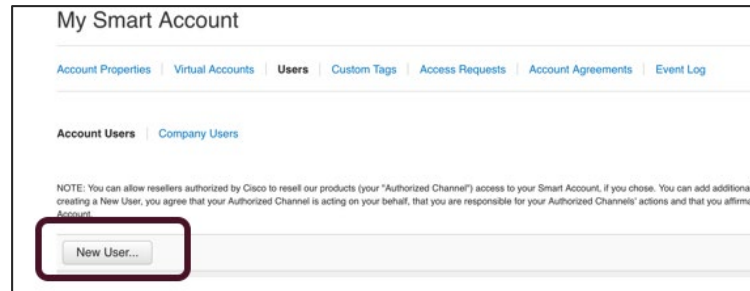 My Smart Account
Account Properties | Virtual Accounts | Users | Custom Tags | Access Requests | Account Agreements | Event Log
Account Users | Company Users
NOTE: You can allow resellers authorized by Cisco to resell our products (your "Authorized Channel") access to your Smart Account, if you chose. You can add additiona
creating a New User, you agree that your Authorized Channel is acting on your behalf, that you are responsible for your Authorized Channels' actions and that you affirma
Account.
New User...